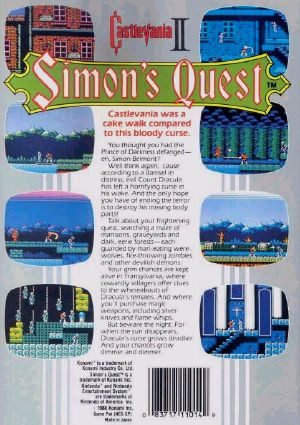 Castlevania II
Simon's Quest™
Castlevania was a
cake walk compared
to this bloody curse.
You thought you had the
Prince of Darkness defanged—
eh, Simon Belmont?
Well think again, 'cause
according to a damsel in
distress, evil Count Dracula
has left a horrifying curse in
his wake. And the only hope
you have of ending the terror
is to destroy his missing body
parts!
Talk about your frightening
quest, searching a maze of
mansions, graveyards and
dark, eerie forests—each
guarded by man-eating were-
wolves, fire-throwing zombies
and other devilish demons.
Your grim chances are kept
alive in Transylvania, where
cowardly villagers offer clues
to the whereabouts of
Dracula's remains. And where
you'll purchase magic
weapons, including silver
knives and flame whips.
But beware the night. For
when the sun disappears,
Dracula's curse grows deadlier.
And your chances grow
dimmer and dimmer.
Konami™ is a trademark of
Konami Industry Co. Ltd.
Simon's Quest™ is a
trademark of Konami Inc.
Nintendo® and Nintendo
Entertainment System®
are trademarks of
Nintendo of America Inc.
1988 Konami Inc.
Game Pak (NES-GP)
Made in Japan
0 83717 11014 9